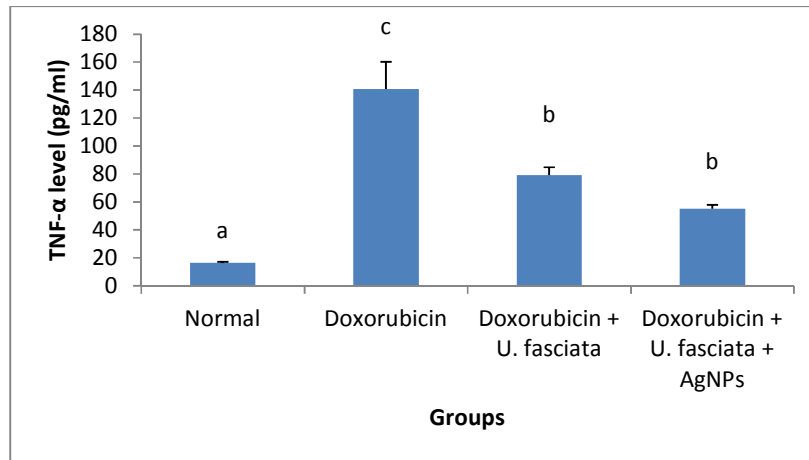 TNF-α level (pg/ml)
180
160
140
120
100
80
60
40
20
0
a
c
b
b
Normal
Doxorubicin
Doxorubicin +
U. fasciata
Doxorubicin +
U. fasciata +
AgNPs
Groups